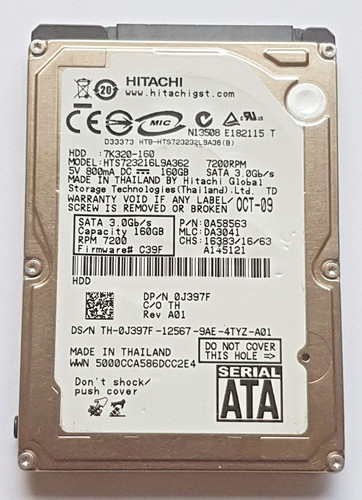 HITACHI
www.hitachigst.com
20
CE MIC N13508 E182115 T
D33373 HTB-HTS723232L9A36(B)
HDD : 7K320-160
MODEL:HTS723216L9A362 7200RPM
5V 800mA DC 160GB SATA 3.0Gb/s
MADE IN THAILAND BY Hitachi Global
Storage Technologies(Thailand).Ltd. TD
WARRANTY VOID IF ANY LABEL/ OCT-09
SCREW IS REMOVED OR BROKEN
SATA 3.0Gb/s
Capacity 160GB
RPM 7200
Firmware# C39F
P/N: 0A58563
MLC: DA3041
CHS: 16383/16/63
A145121
HDD
DP/N 0J397F
C/O TH
Rev A01
DS/N TH-0J397F-12567-9AE-4TYZ-A01
MADE IN THAILAND
WWN 5000CCA586DCC2E4
DO NOT COVER
THIS HOLE =>
Don't shock/
push cover
SERIAL
ATA